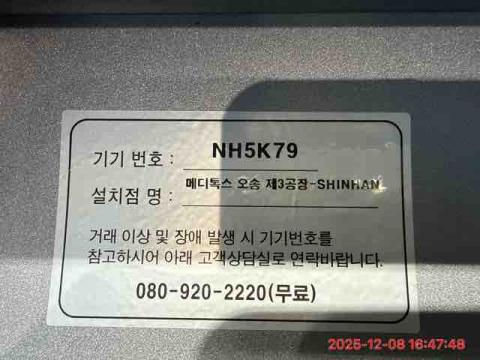 기기 번호 : NH5K79
설치점 명 : 메디톡스 오송 제3공장-SHINHAN
거래 이상 및 장애 발생 시 기기번호를
참고하시어 아래 고객상담실로 연락바랍니다.
080-920-2220(무료)
2025-12-08 16:47:48